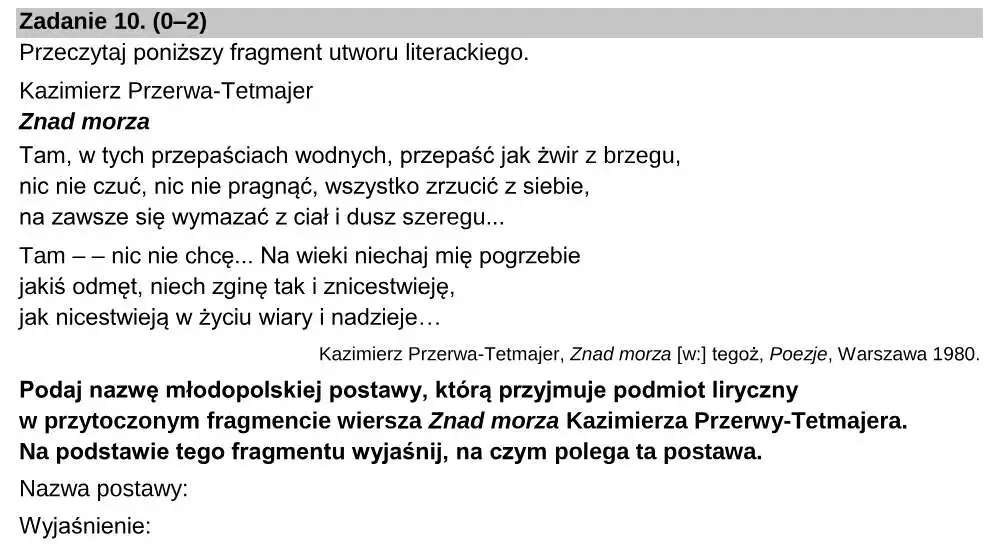 Zadanie 10. (0–2)
Przeczytaj poniższy fragment utworu literackiego.
Kazimierz Przerwa-Tetmajer
Znad morza
Tam, w tych przepaściach wodnych, przepaść jak żwir z brzegu,
nic nie czuć, nic nie pragnąć, wszystko zrzucić z siebie,
na zawsze się wymazać z ciał i dusz szeregu...
Tam – – nic nie chcę... Na wieki niechaj mię pogrzebie
jakiś odmęt, niech zginę tak i znicestwieję,
jak nicestwieją w życiu wiary i nadzieje…
Kazimierz Przerwa-Tetmajer, Znad morza [w:] tegoż, Poezje, Warszawa 1980.
Podaj nazwę młodopolskiej postawy, którą przyjmuje podmiot liryczny
w przytoczonym fragmencie wiersza Znad morza Kazimierza Przerwy-Tetmajera.
Na podstawie tego fragmentu wyjaśnij, na czym polega ta postawa.
Nazwa postawy:
Wyjaśnienie: